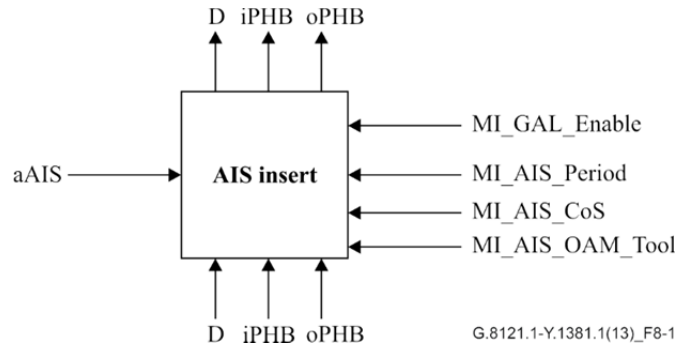 D iPHB oPHB
MI_GAL_Enable
aAIS AIS insert MI_AIS_Period
MI_AIS_CoS
MI_AIS_OAM_Tool
D iPHB oPHB
G.8121.1-Y.1381.1(13)_F8-1